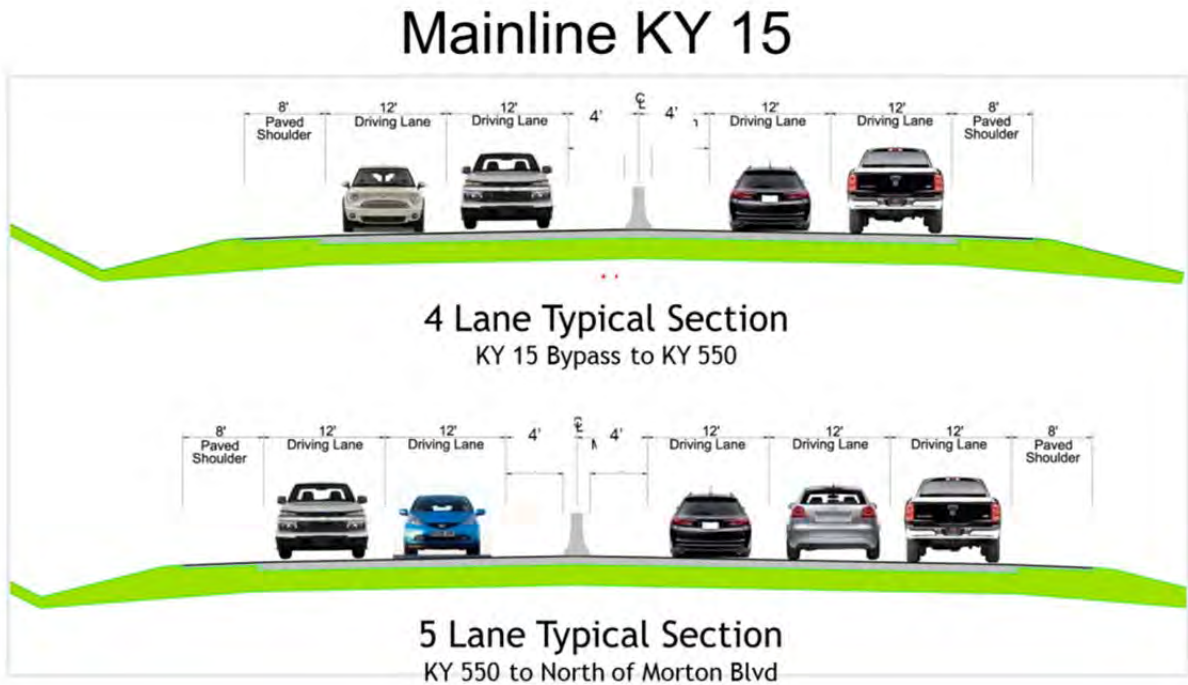 Mainline KY 15
8' 12' 12' 4' ℄ 4' 12' 12' 8'
Paved Driving Lane Driving Lane Driving Lane Driving Lane Paved
Shoulder Shoulder
4 Lane Typical Section
KY 15 Bypass to KY 550
8' 12' 12' 4' ℄ 4' 12' 12' 12' 8'
Paved Driving Lane Driving Lane Driving Lane Driving Lane Driving Lane Paved
Shoulder Shoulder
5 Lane Typical Section
KY 550 to North of Morton Blvd